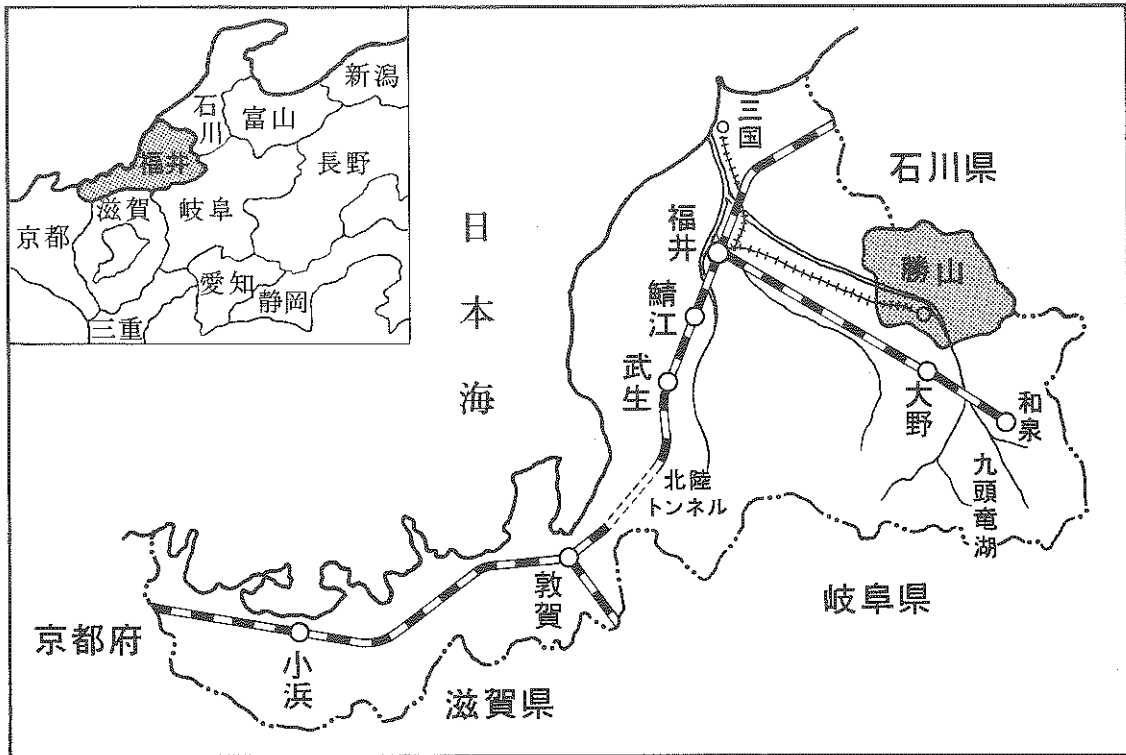 新潟
石川
富山
福井
長野
滋賀
岐阜
京都
愛知
静岡
三重
日本海
三国
石川県
福井
勝山
鯖江
武生
大野
和泉
九頭竜湖
北陸
トンネル
敦賀
岐阜県
京都府
小浜
滋賀県